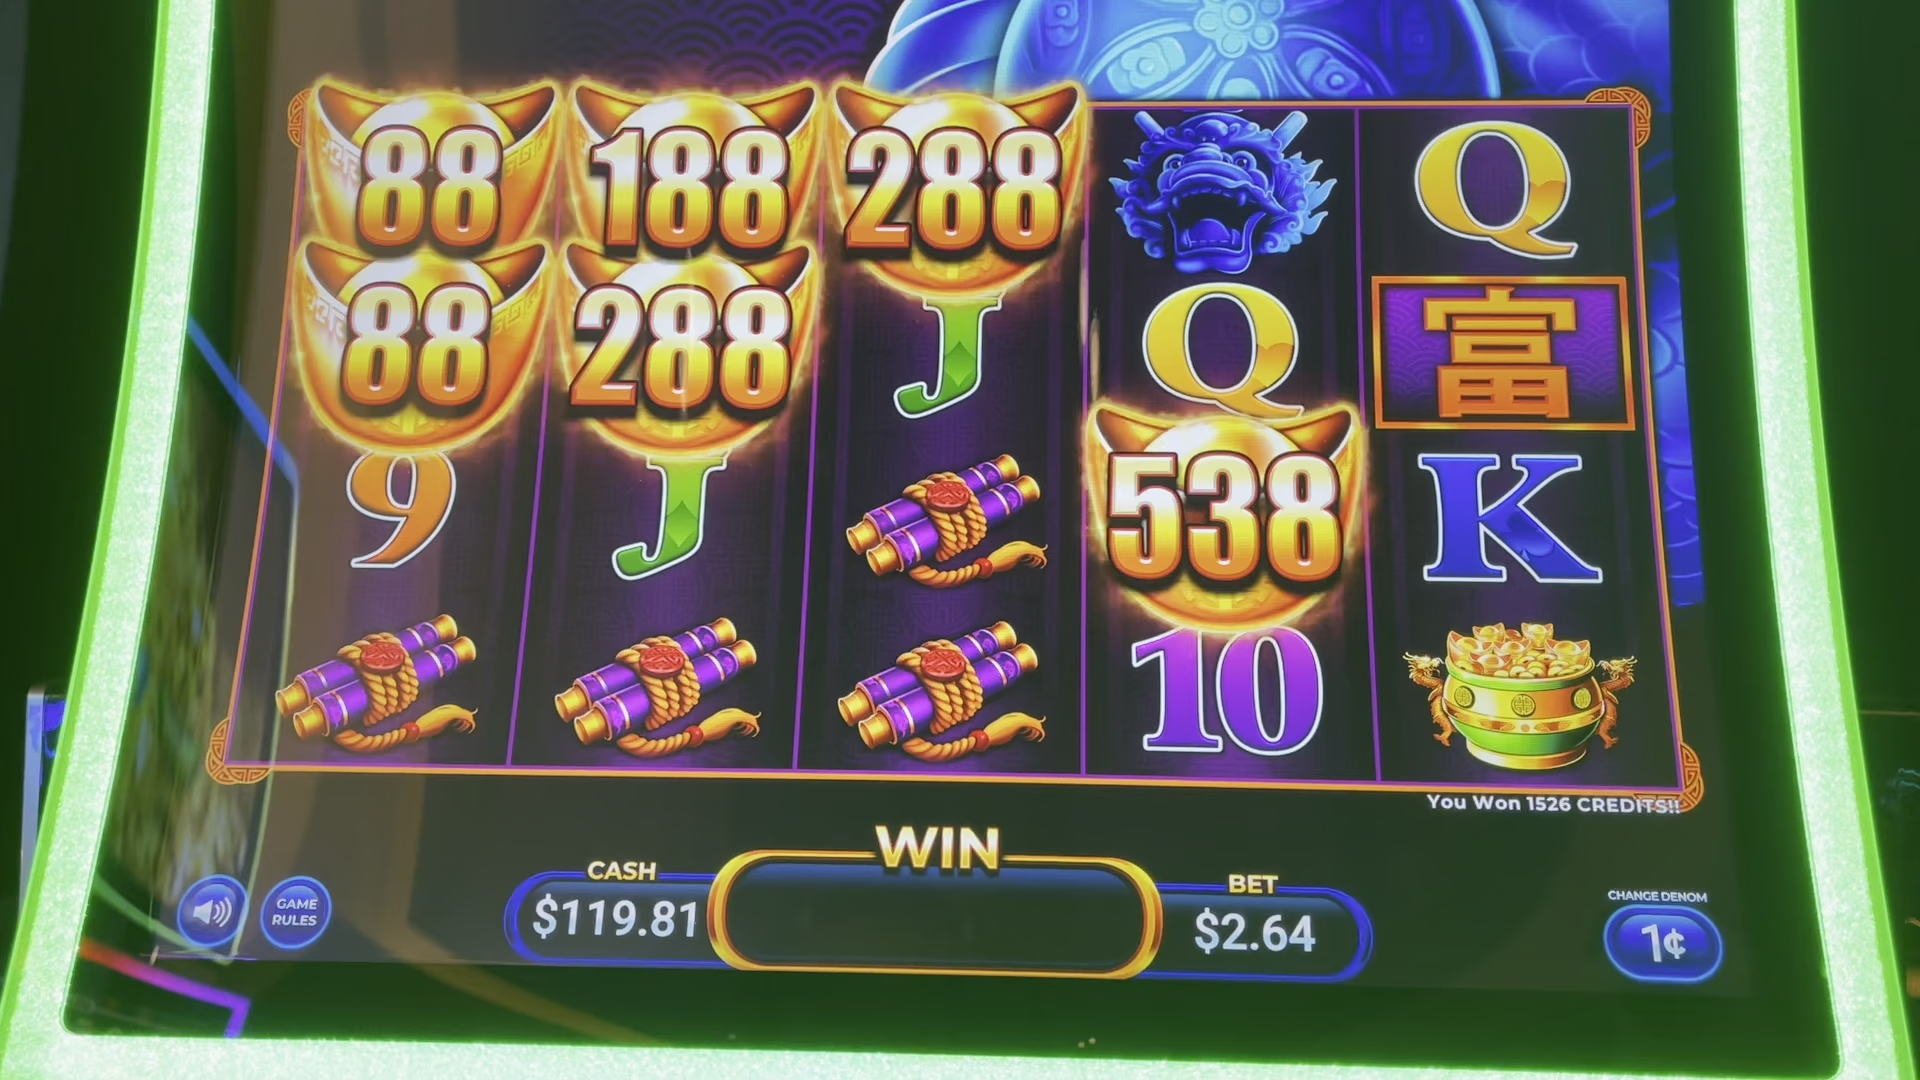 88 188 288 Q
88 288 J Q 富
9 J 538 K
10
You Won 1526 CREDITS!!
WIN
CASH BET
$119.81 $2.64
GAME
RULES
CHANGE DENOM
1¢